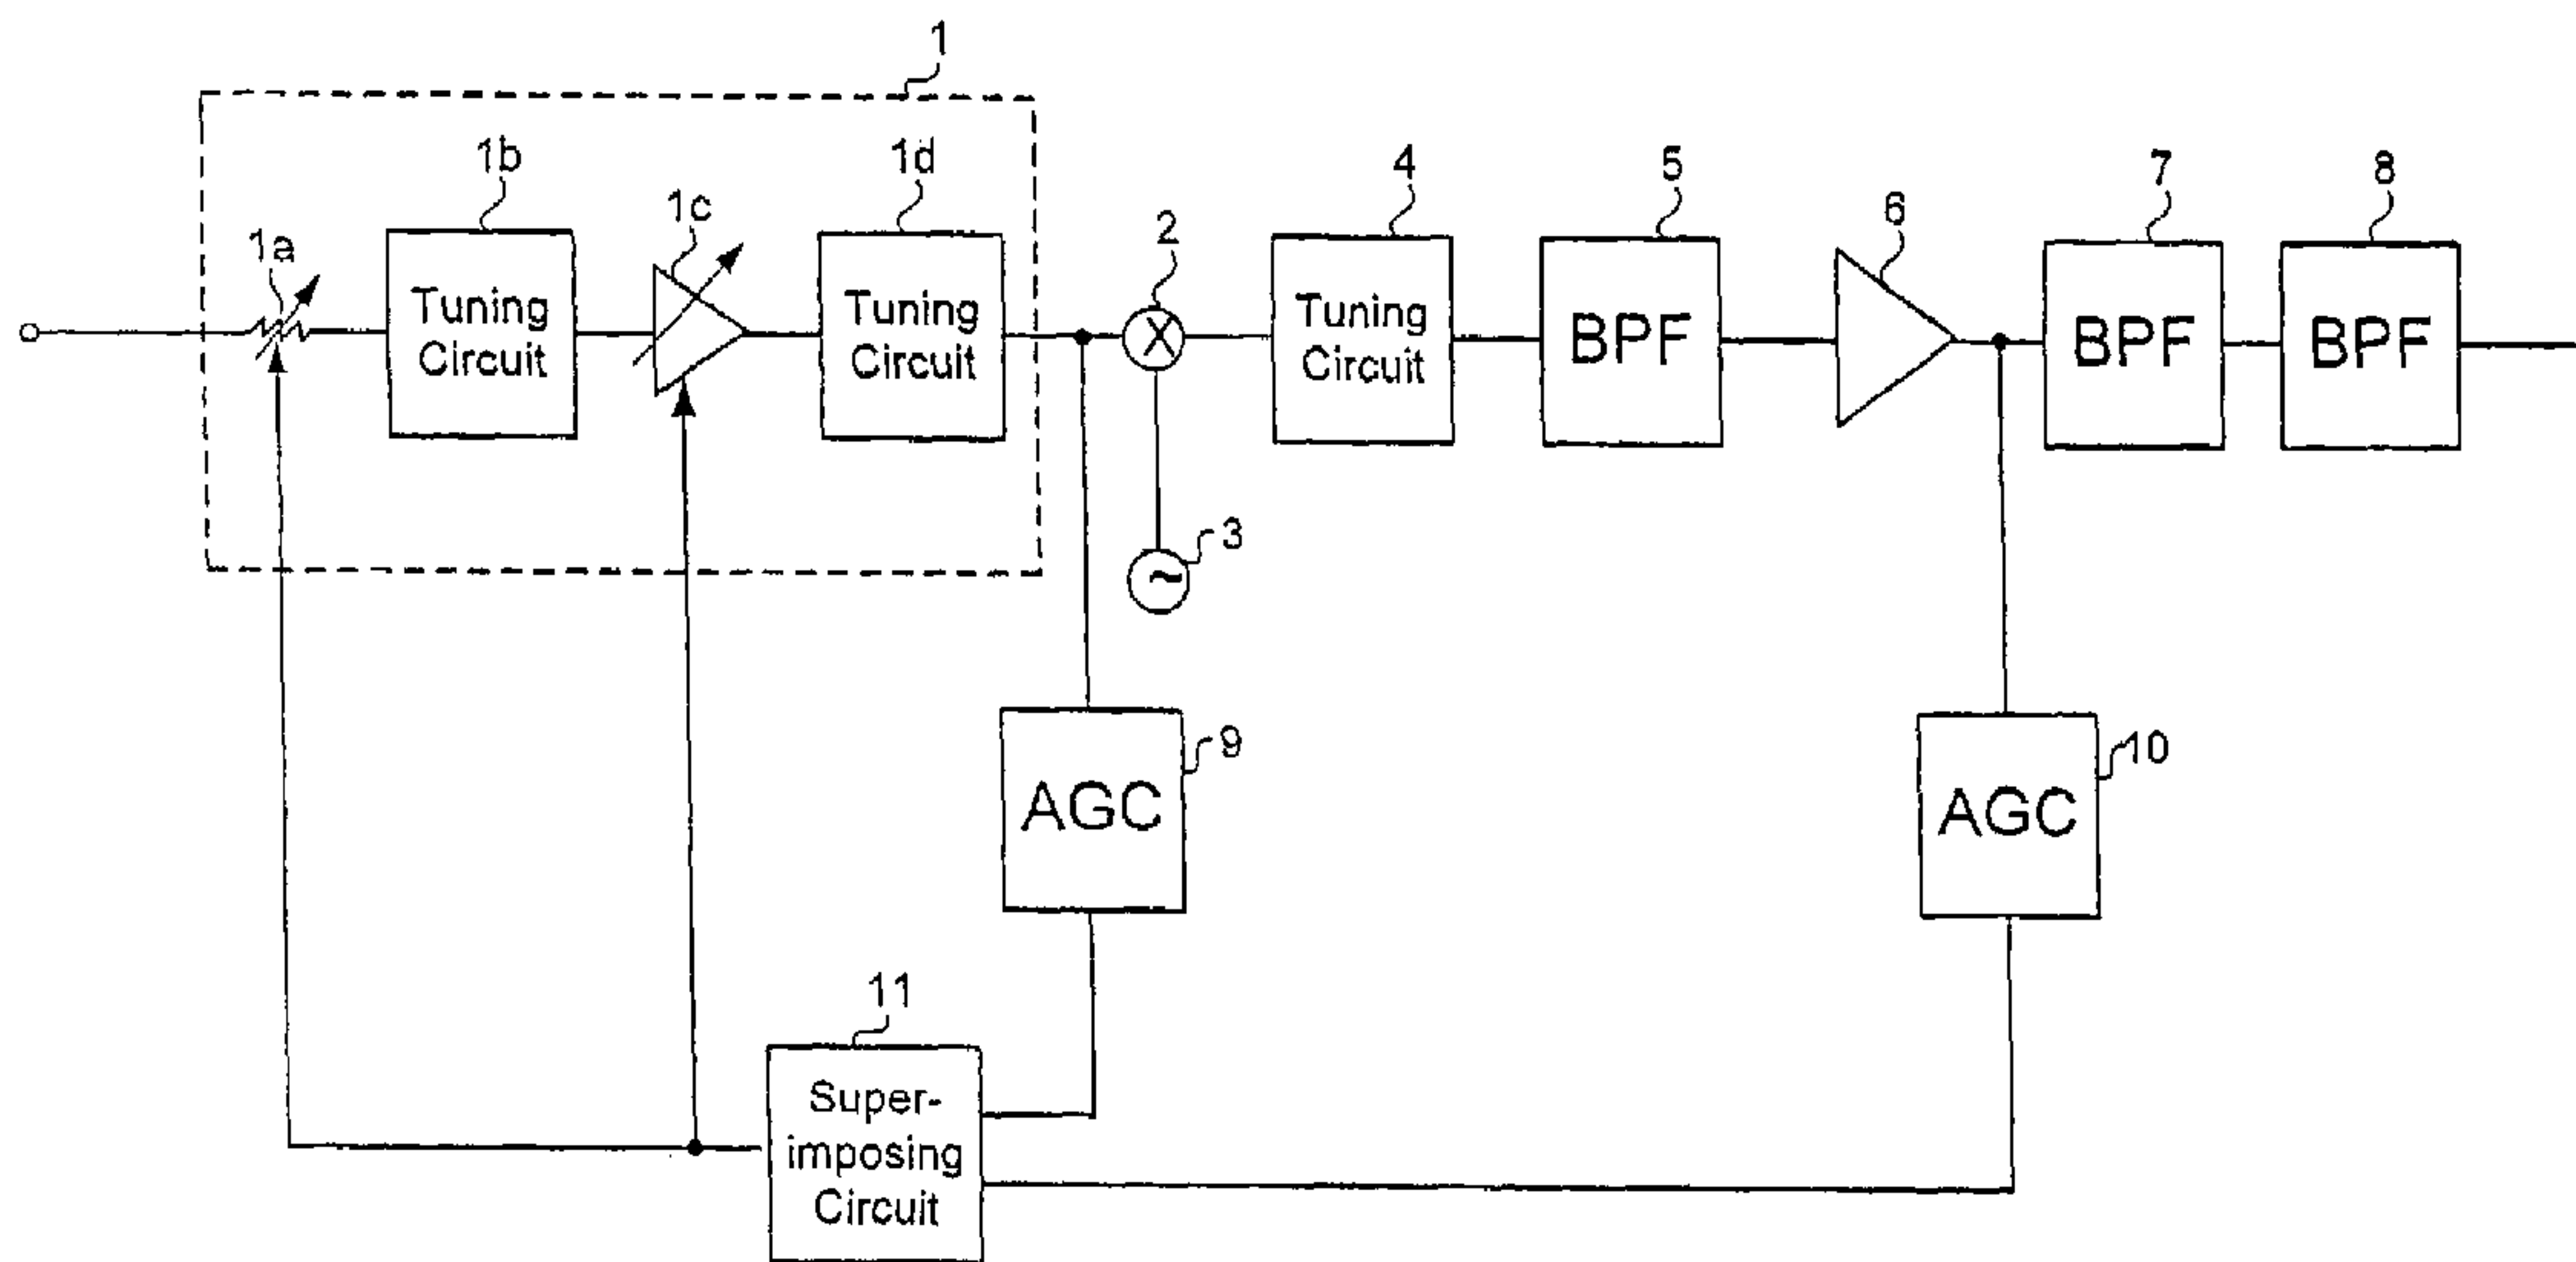 1
1b
1d
4
5
7
8
1c
2
6
1a
Tuning
Circuit
Tuning
Circuit
X
Tuning
Circuit
BPF
BPF
BPF
3
~
9
10
AGC
AGC
11
Super-
imposing
Circuit